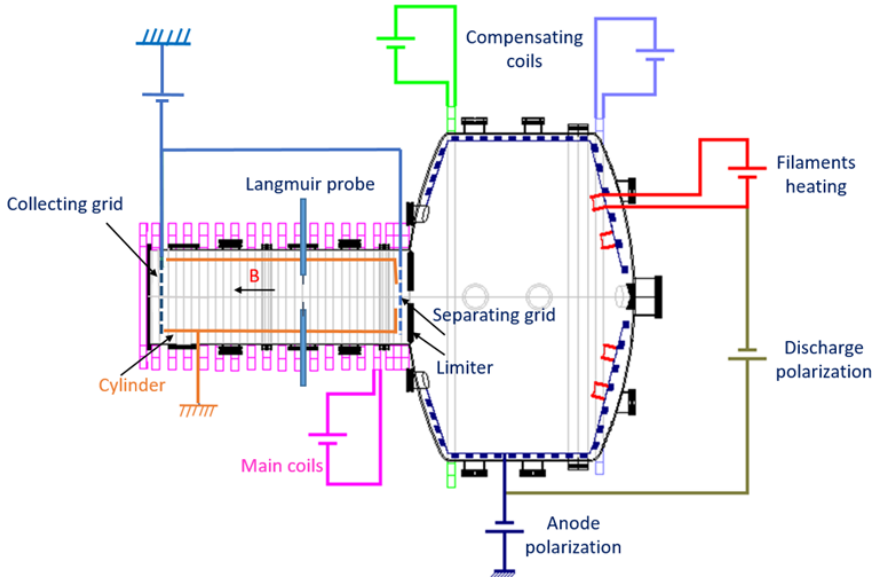 Compensating
coils
Filaments
heating
Langmuir probe
Collecting grid
B
Separating grid
Limiter
Cylinder
Discharge
polarization
Main coils
Anode
polarization